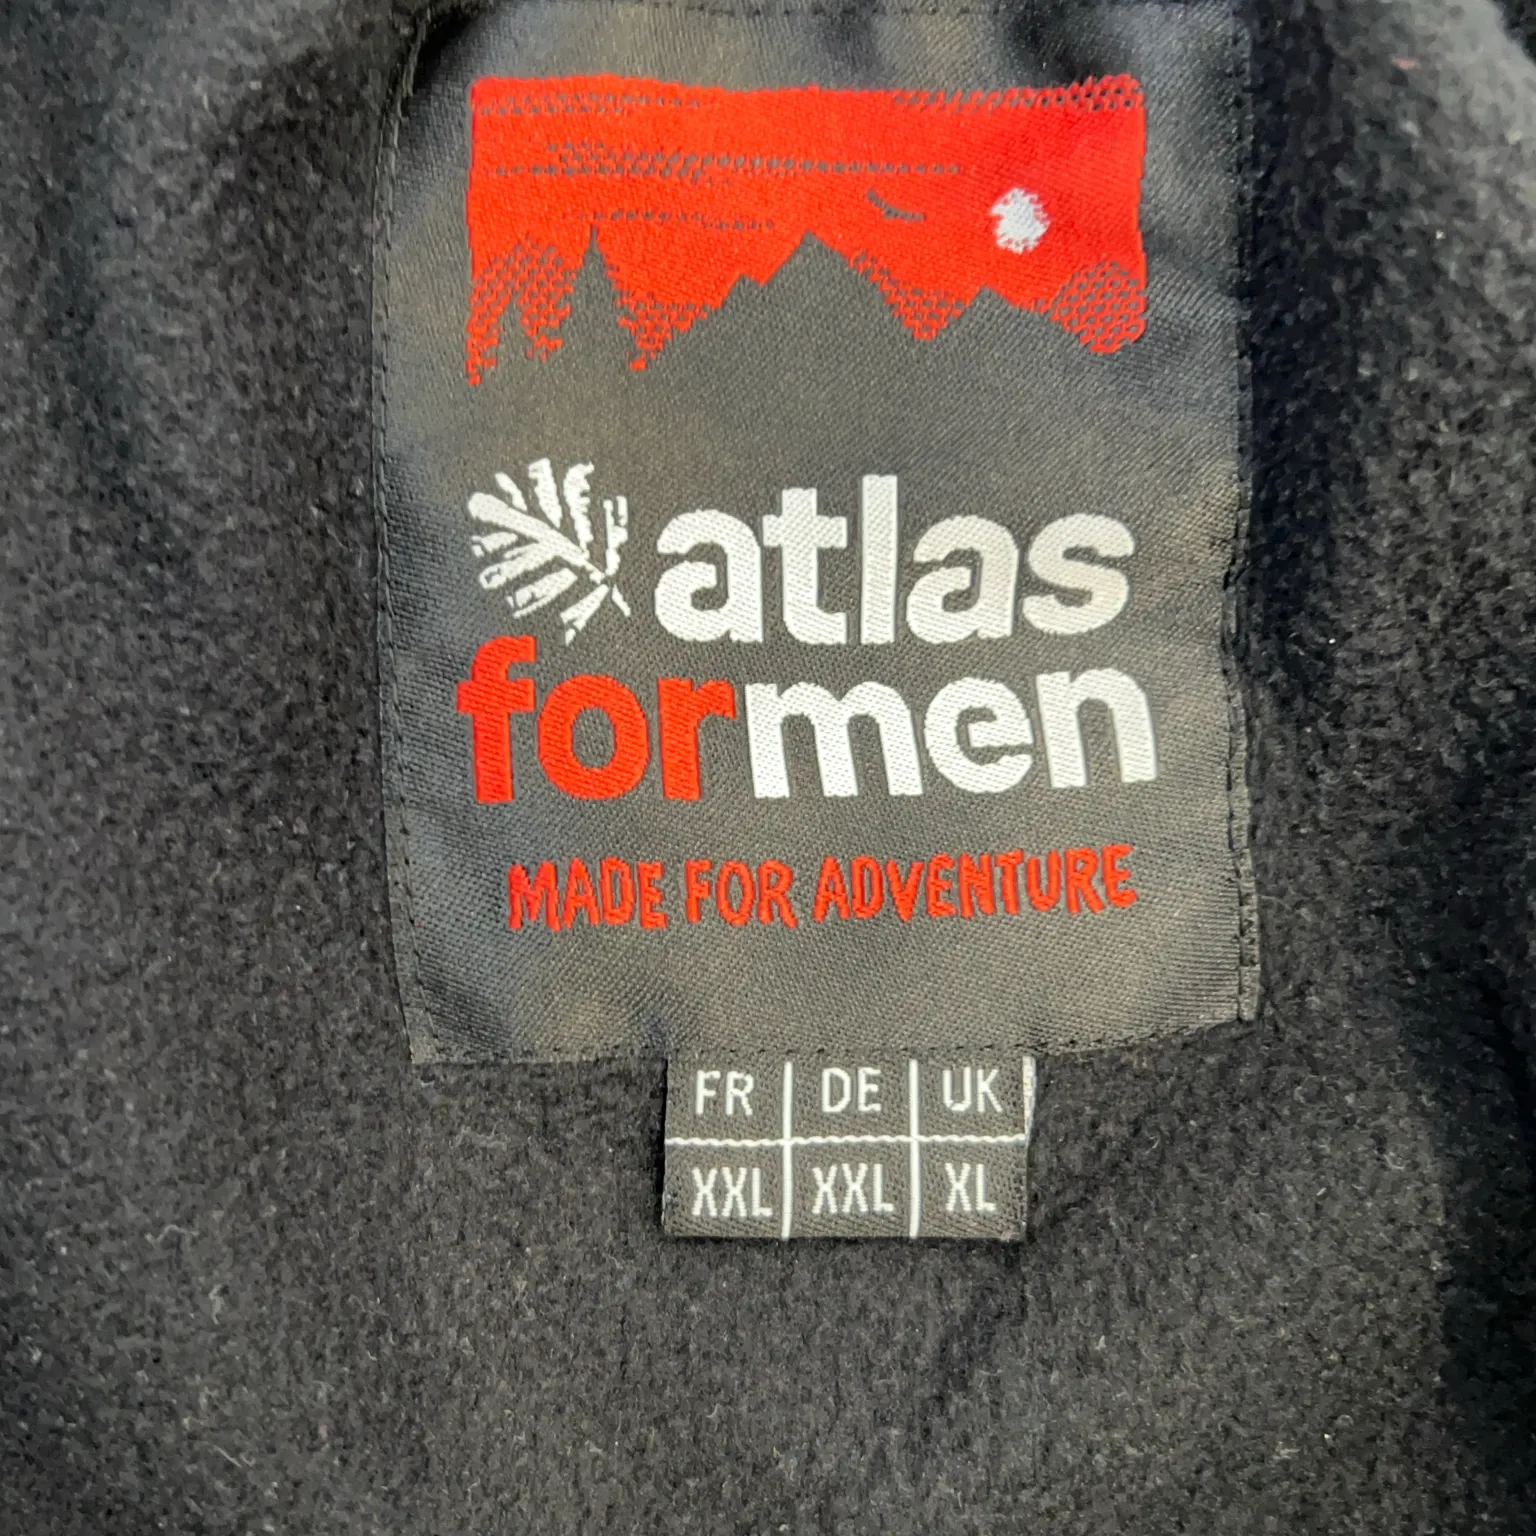 atlas
formen
MADE FOR ADVENTURE
FR DE UK
XXL XXL XL